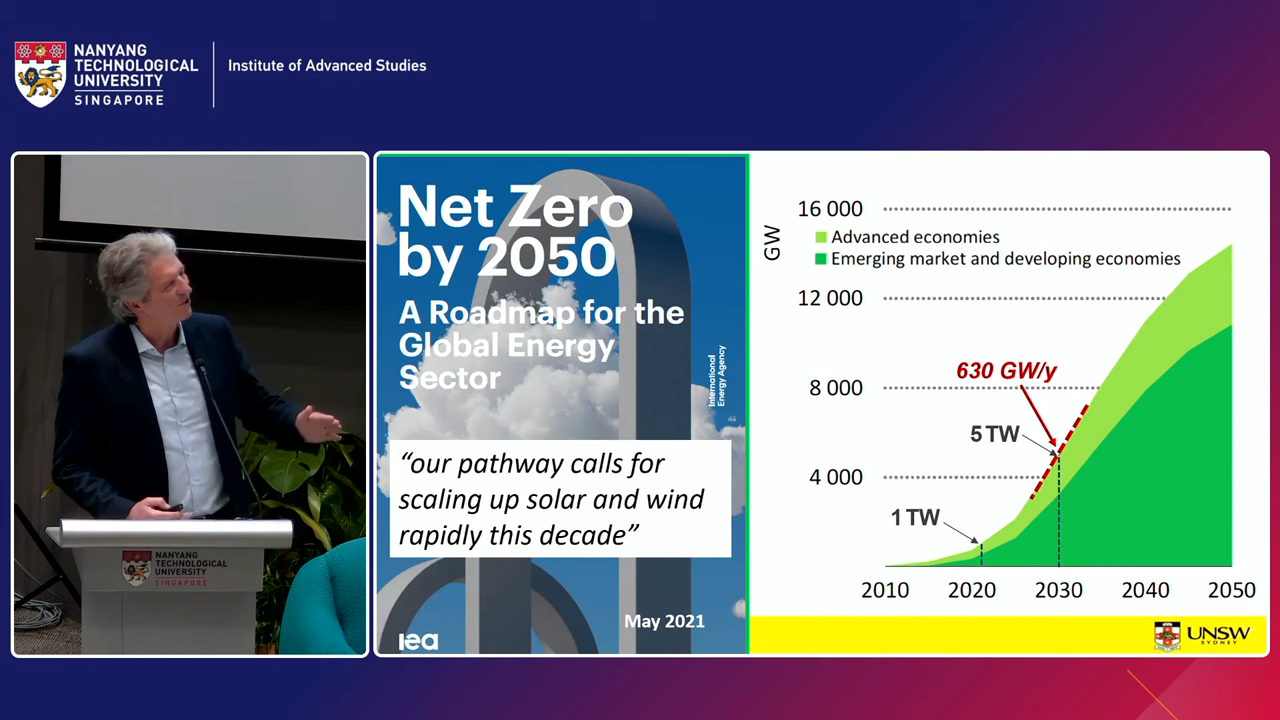 NANYANG
TECHNOLOGICAL
UNIVERSITY
SINGAPORE
Institute of Advanced Studies
NANYANG
TECHNOLOGICAL
UNIVERSITY
SINGAPORE
Net Zero
by 2050
A Roadmap for the
Global Energy
Sector
International
Energy Agency
“our pathway calls for
scaling up solar and wind
rapidly this decade”
May 2021
iea
GW
16 000
Advanced economies
Emerging market and developing economies
12 000
630 GW/y
8 000
5 TW
4 000
1 TW
2010 2020 2030 2040 2050
UNSW
SYDNEY